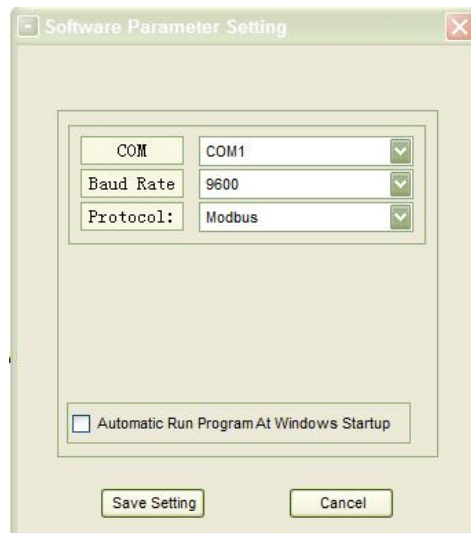 Software Parameter Setting
COM COM1
Baud Rate 9600
Protocol: Modbus
Automatic Run Program At Windows Startup
Save Setting Cancel